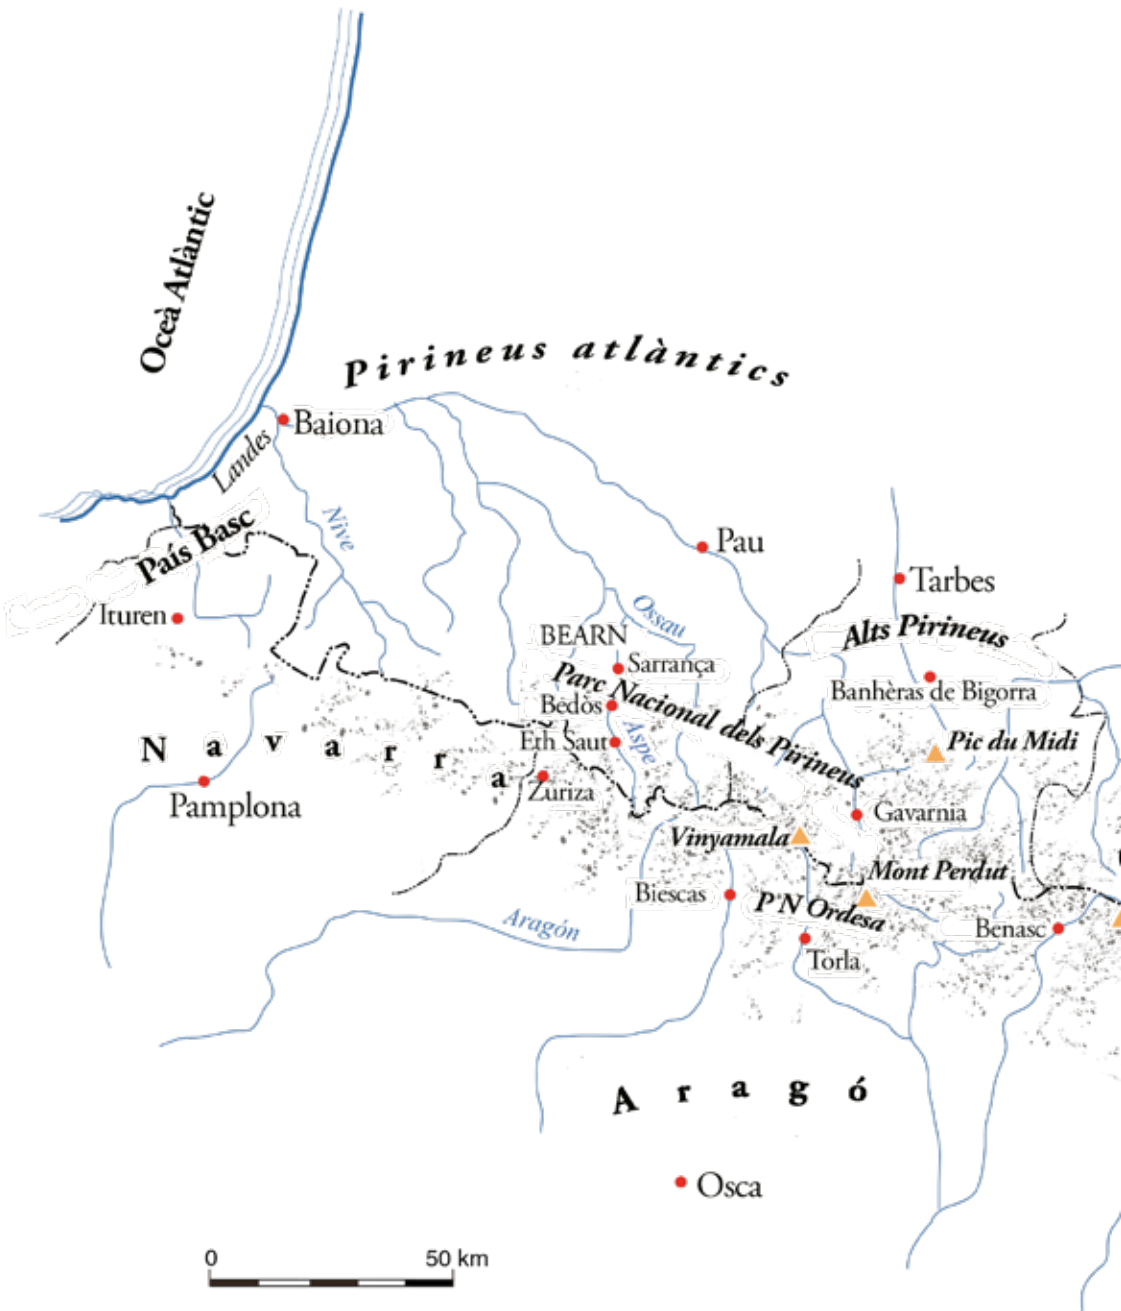 Oceà Atlàntic
Pirineus atlàntics
Baiona
Landes
Nive
País Basc
Pau
Tarbes
Ituren
Ossau
BEARN
Alts Pirineus
Sarrança
Parc Nacional dels Pirineus
Banhèras de Bigorra
Bedòs
Eth Saut
Aspe
Pic du Midi
Navarra
Zuriza
Pamplona
Gavarnia
Vinyamala
Mont Perdut
Biescas
P'N Ordesa
Aragón
Benasc
Torla
Aragó
Osca
0 50 km